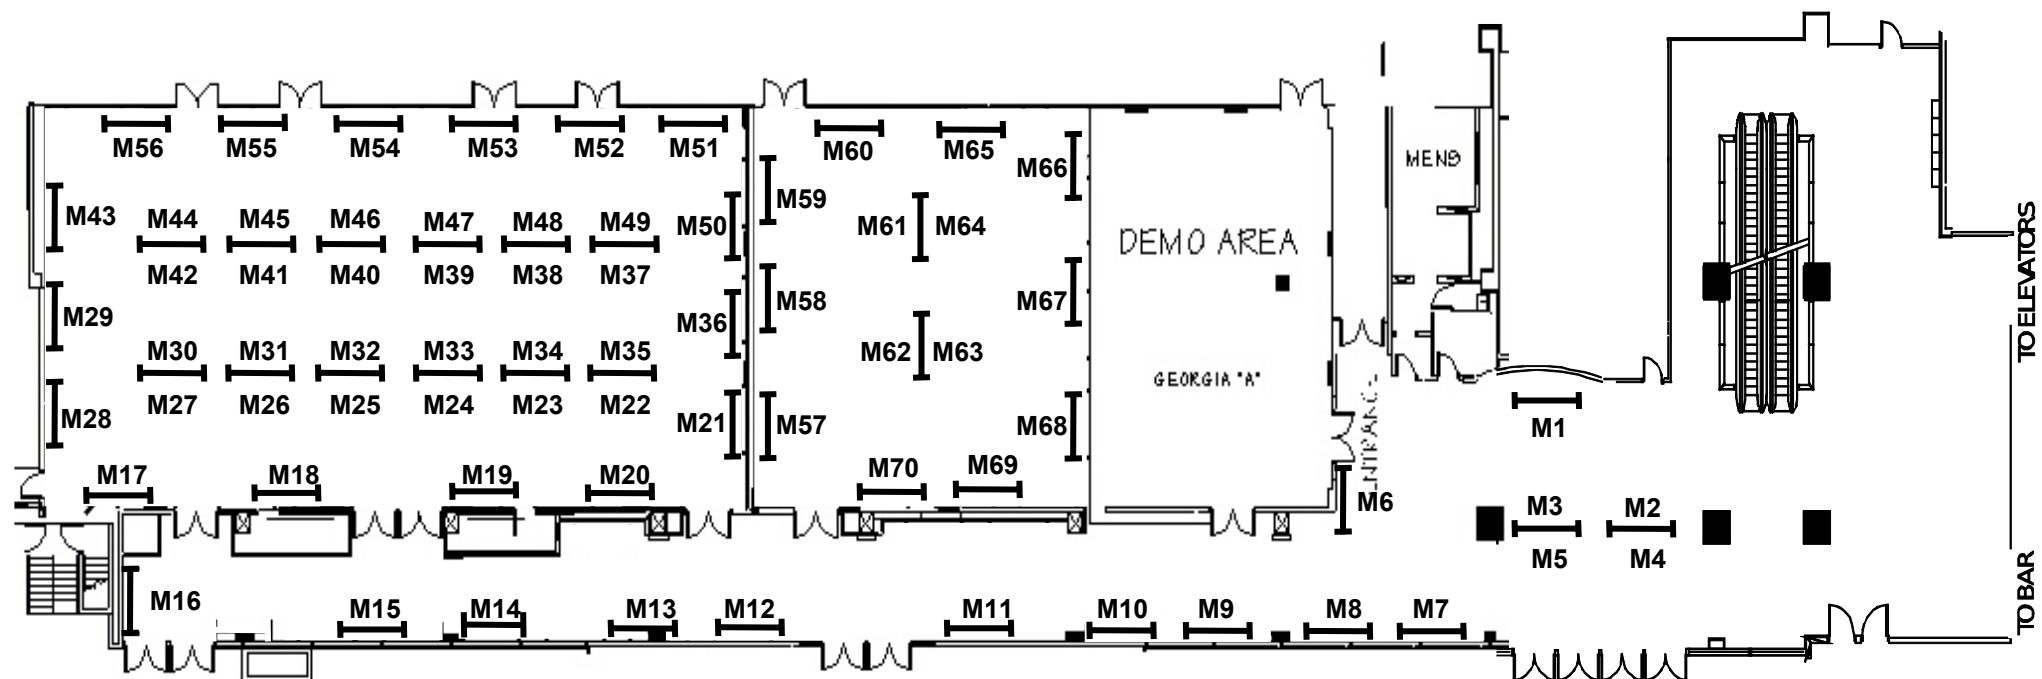 M56 M55 M54 M53 M52 M51 M60 M65 M66
MENS
M59
M43 M44 M45 M46 M47 M48 M49 M50 M61 M64
DEMO AREA
TO ELEVATORS
M42 M41 M40 M39 M38 M37
M29 M36 M58 M67
M30 M31 M32 M33 M34 M35 M62 M63
GEORGIA "A"
M27 M26 M25 M24 M23 M22
M28 M21 M57 M68
M1
M17 M18 M19 M20 M70 M69
M6
M3 M2
M5 M4
TO BAR
M16 M15 M14 M13 M12 M11 M10 M9 M8 M7